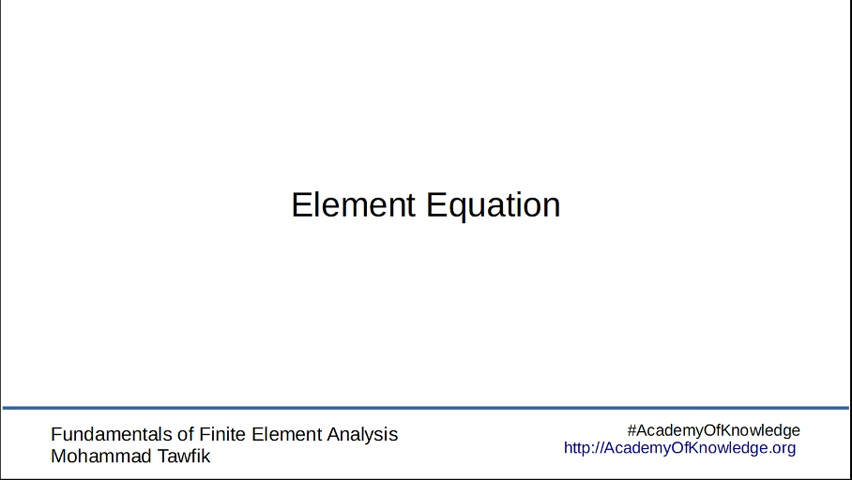 Element Equation
Fundamentals of Finite Element Analysis
Mohammad Tawfik
#AcademyOfKnowledge
http://AcademyOfKnowledge.org